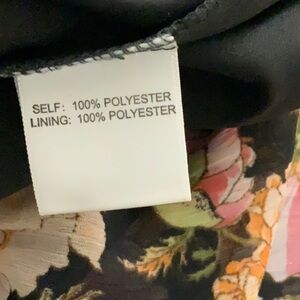 SELF: 100% POLYESTER
LINING: 100% POLYESTER